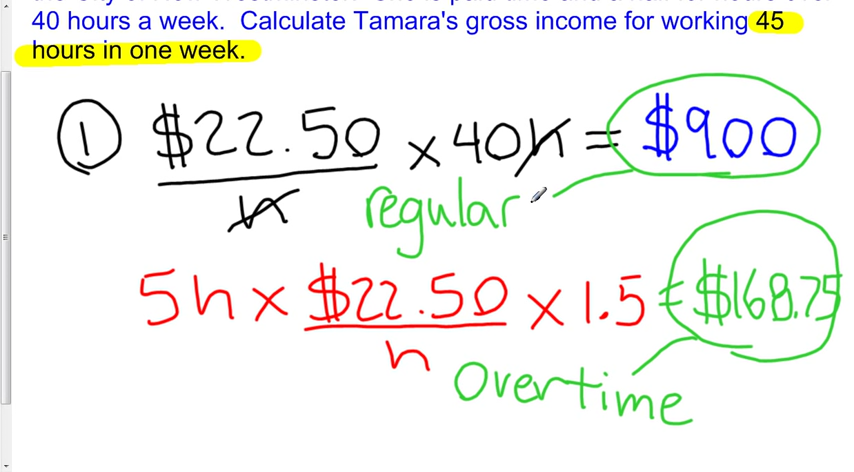 40 hours a week. Calculate Tamara's gross income for working 45
hours in one week.
① $22.50 × 40h = $900
h
regular
5h × $22.50 × 1.5 = $168.75
h
Overtime